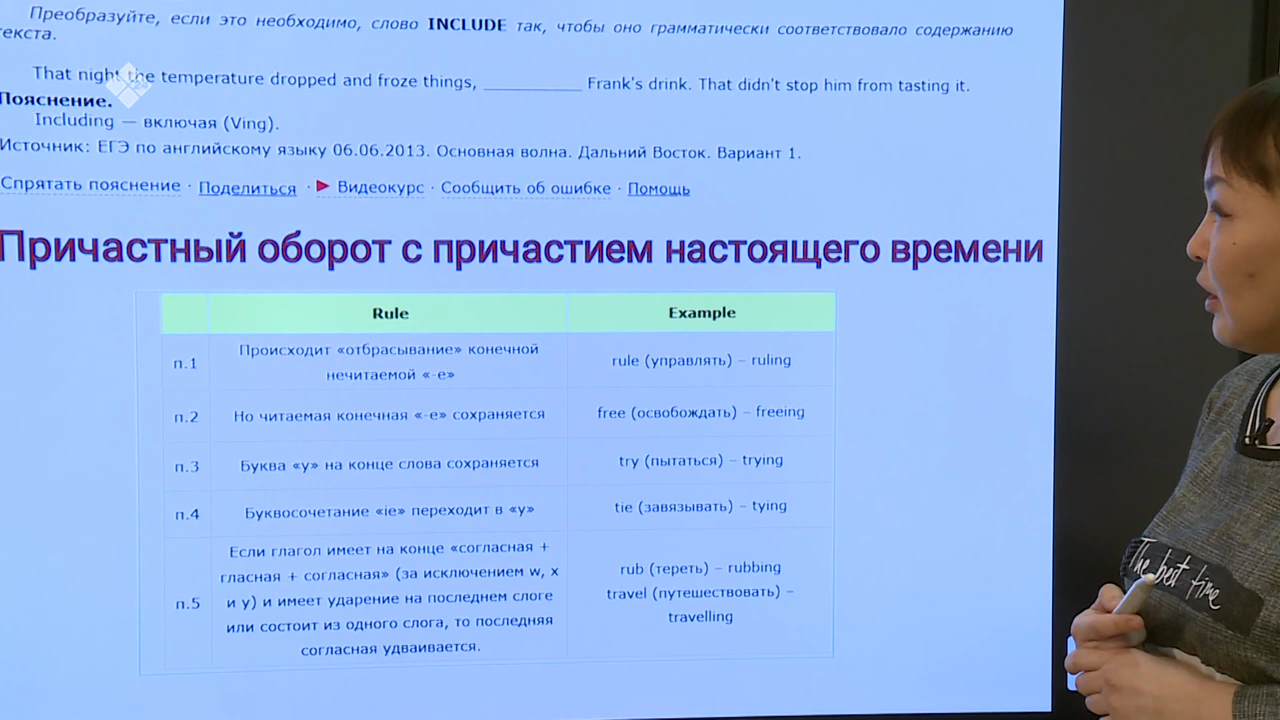 Преобразуйте, если это необходимо, слово INCLUDE так, чтобы оно грамматически соответствовало содержанию
текста.
That night the temperature dropped and froze things, ____________ Frank's drink. That didn't stop him from tasting it.
Пояснение.
Including — включая (Ving).
Источник: ЕГЭ по английскому языку 06.06.2013. Основная волна. Дальний Восток. Вариант 1.
Спрятать пояснение · Поделиться · Видеокурс · Сообщить об ошибке · Помощь
Причастный оборот с причастием настоящего времени
Rule Example
п.1 Происходит «отбрасывание» конечной
нечитаемой «-е» rule (управлять) – ruling
п.2 Но читаемая конечная «-е» сохраняется free (освобождать) – freeing
п.3 Буква «у» на конце слова сохраняется try (пытаться) – trying
п.4 Буквосочетание «ie» переходит в «y» tie (завязывать) – tying
п.5 Если глагол имеет на конце «согласная +
гласная + согласная» (за исключением w, x
и y) и имеет ударение на последнем слоге
или состоит из одного слога, то последняя
согласная удваивается.
rub (тереть) – rubbing
travel (путешествовать) –
travelling
The best time